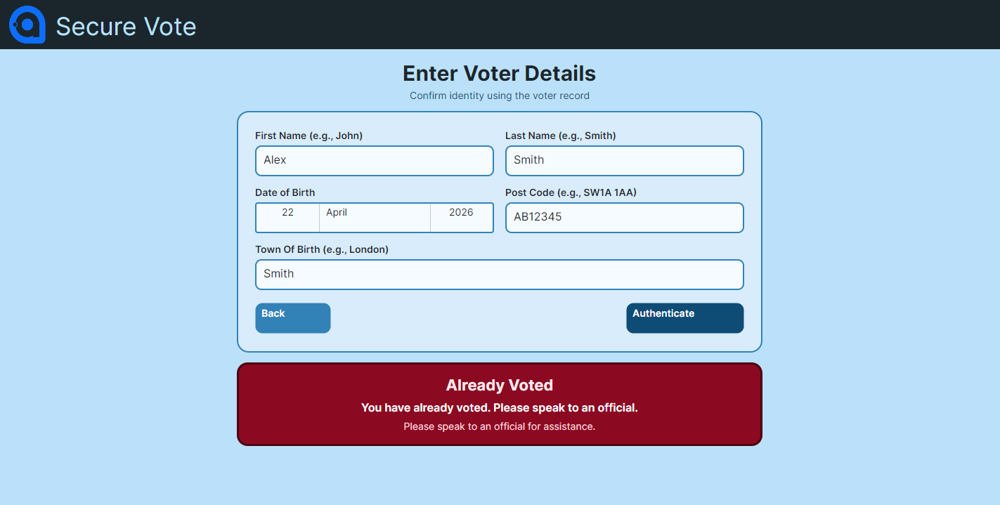 Secure Vote
Enter Voter Details
Confirm identity using the voter record
First Name (e.g., John)
Last Name (e.g., Smith)
Alex
Smith
Date of Birth
Post Code (e.g., SW1A 1AA)
22 April 2026
AB12345
Town Of Birth (e.g., London)
Smith
Back
Authenticate
Already Voted
You have already voted. Please speak to an official.
Please speak to an official for assistance.